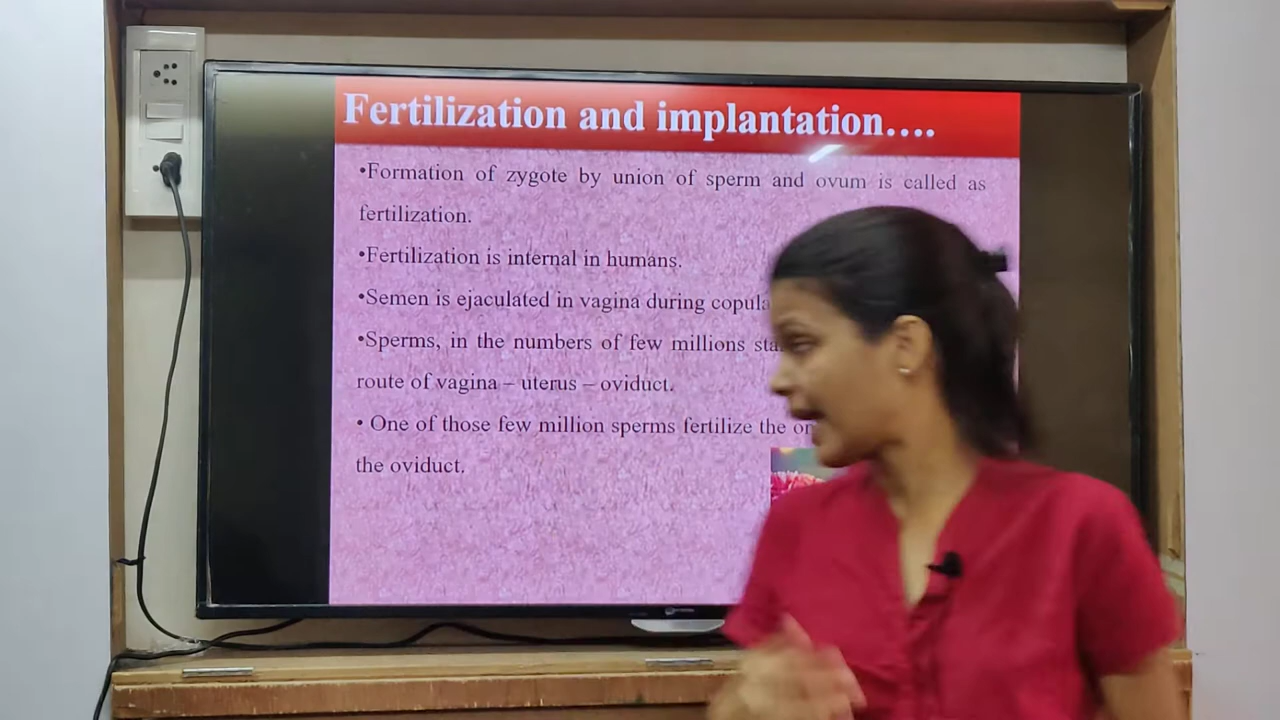 Fertilization and implantation….
•Formation of zygote by union of sperm and ovum is called as
fertilization.
•Fertilization is internal in humans.
•Semen is ejaculated in vagina during
•Sperms, in the numbers of few millions
route of vagina – uterus – oviduct.
• One of those few million sperms fertilize the
the oviduct.